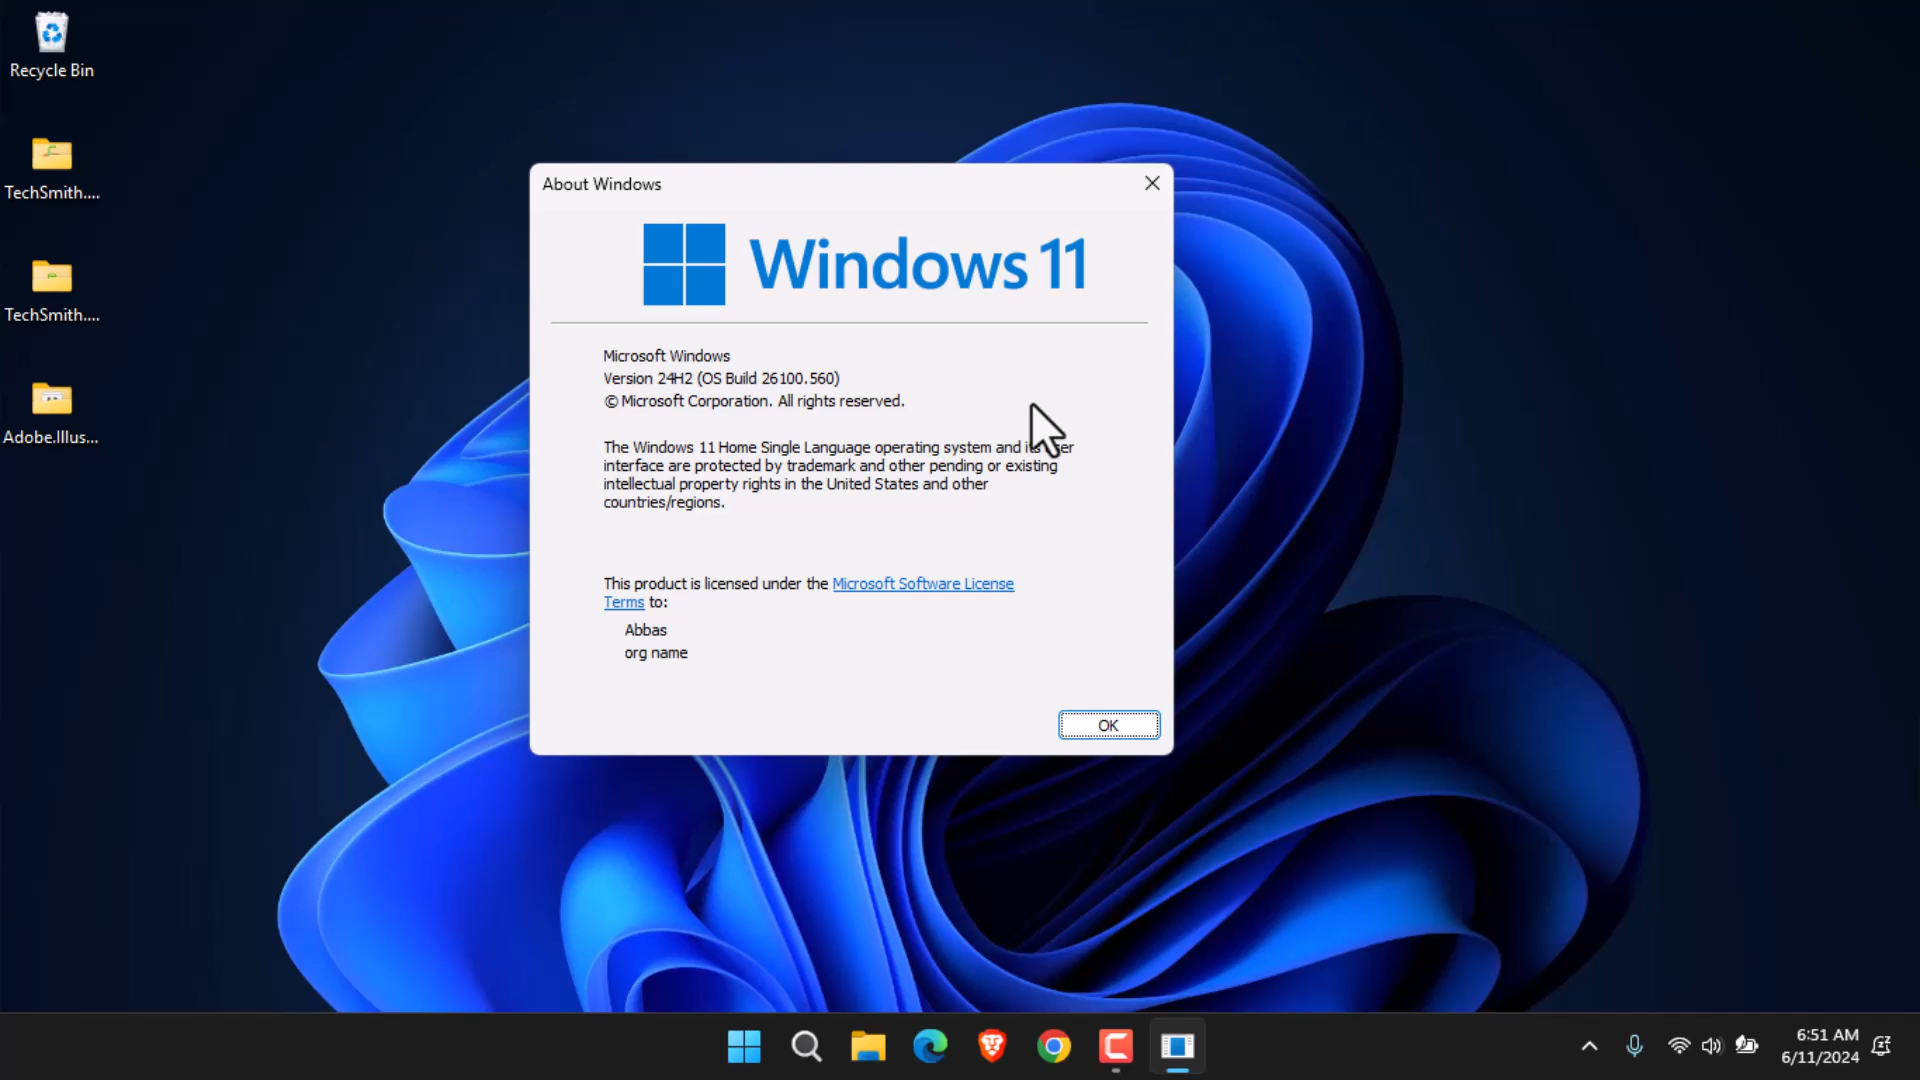 Recycle Bin
TechSmith....
TechSmith....
Adobe.Illus...
About Windows
Windows 11
Microsoft Windows
Version 24H2 (OS Build 26100.560)
© Microsoft Corporation. All rights reserved.
The Windows 11 Home Single Language operating system and its user
interface are protected by trademark and other pending or existing
intellectual property rights in the United States and other
countries/regions.
This product is licensed under the Microsoft Software License
Terms to:
Abbas
org name
OK
6:51 AM
6/11/2024